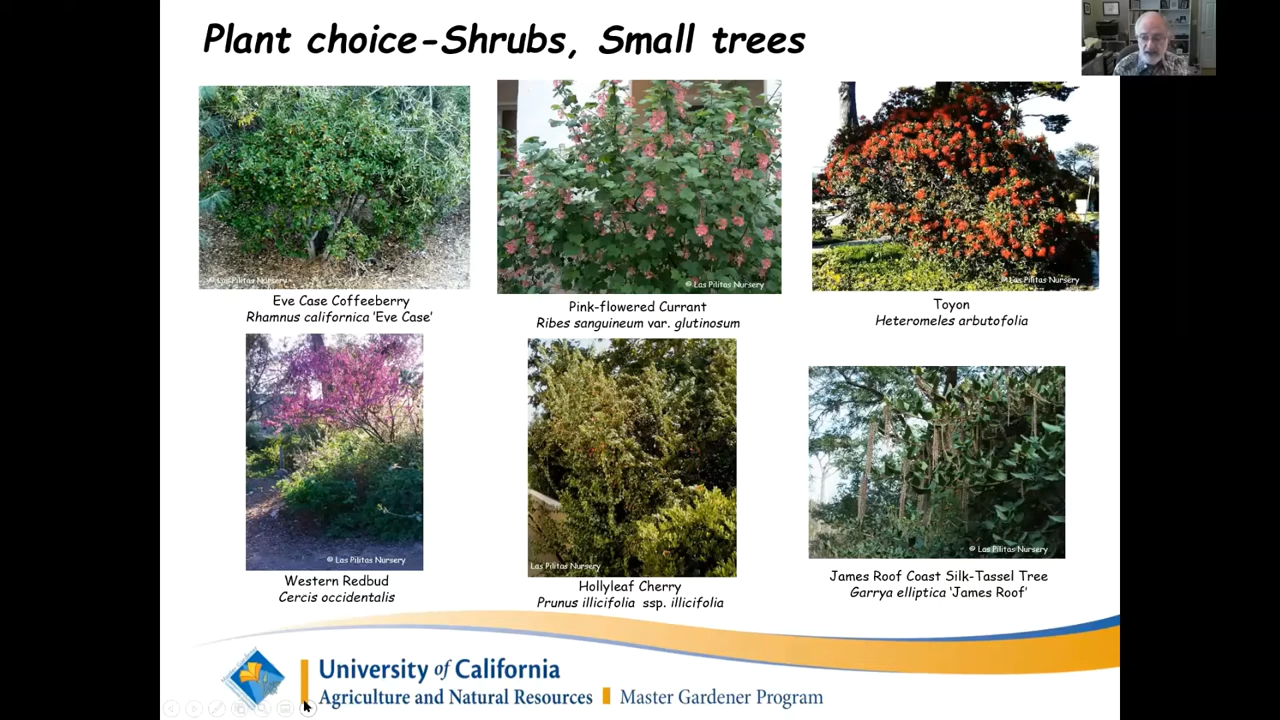 Plant choice-Shrubs, Small trees
© Las Pilitas Nursery
© Las Pilitas Nursery
© Las Pilitas Nursery
Eve Case Coffeeberry
Rhamnus californica 'Eve Case'
Pink-flowered Currant
Ribes sanguineum var. glutinosum
Toyon
Heteromeles arbutofolia
© Las Pilitas Nursery
Las Pilitas Nursery
© Las Pilitas Nursery
Western Redbud
Cercis occidentalis
Hollyleaf Cherry
Prunus illicifolia ssp. illicifolia
James Roof Coast Silk-Tassel Tree
Garrya elliptica 'James Roof'
University of California
Agriculture and Natural Resources Master Gardener Program